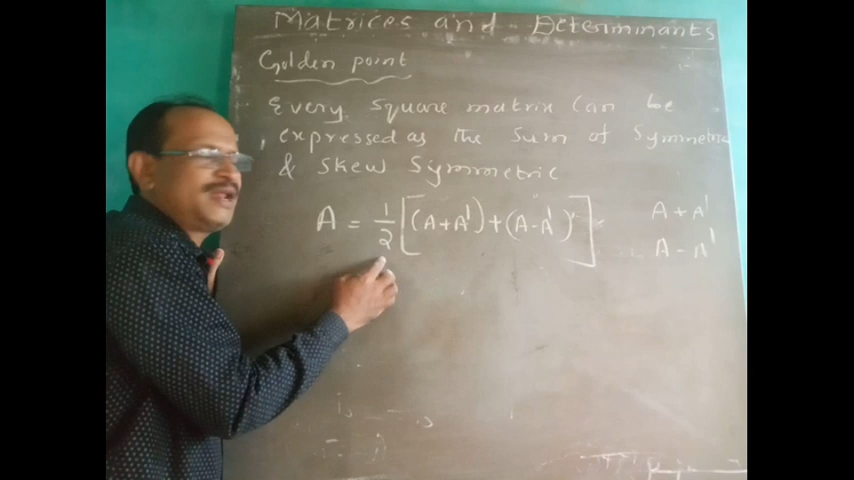 Matrices and Determinants
Golden point
Every square matrix can be
expressed as the sum of symmetric
& skew symmetric
A = 1/2 [(A+A') + (A-A')]
A + A'
A - A'